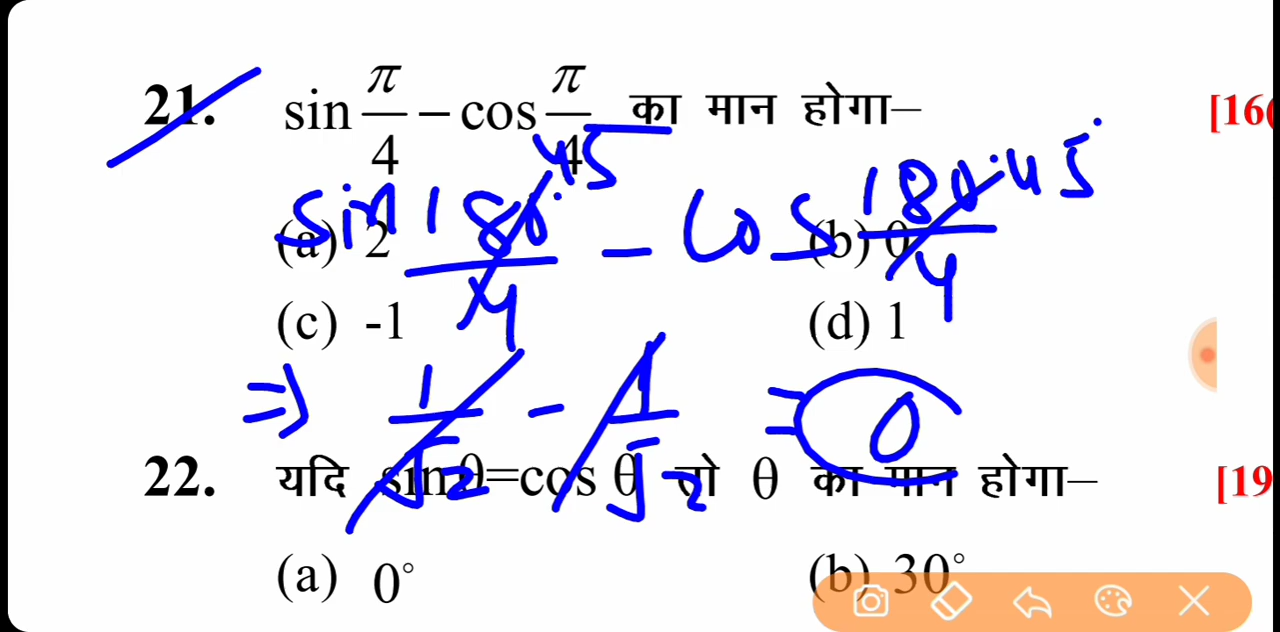 21. sin π/4 − cos π/4 का मान होगा− [16
sin 180°/4 45 − cos 180°/4 45°
(a) 2 (b) 0
(c) -1 (d) 1
⇒ 1/√2 − 1/√2 = 0
22. यदि sinθ=cos θ तो θ का मान होगा− [19
(a) 0° (b) 30°